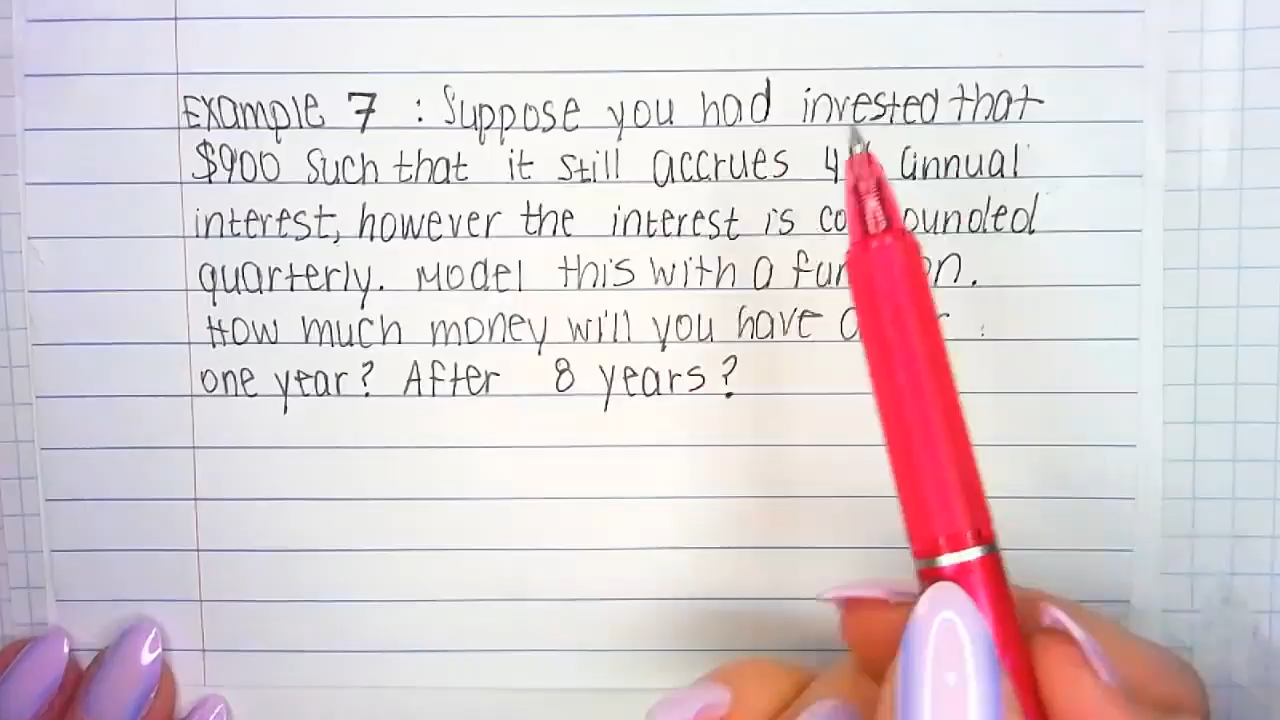 Example 7 : Suppose you had invested that
$900 such that it still accrues annual
interest, however the interest is
quarterly. Model this with a
How much money will you have
one year? After 8 years?